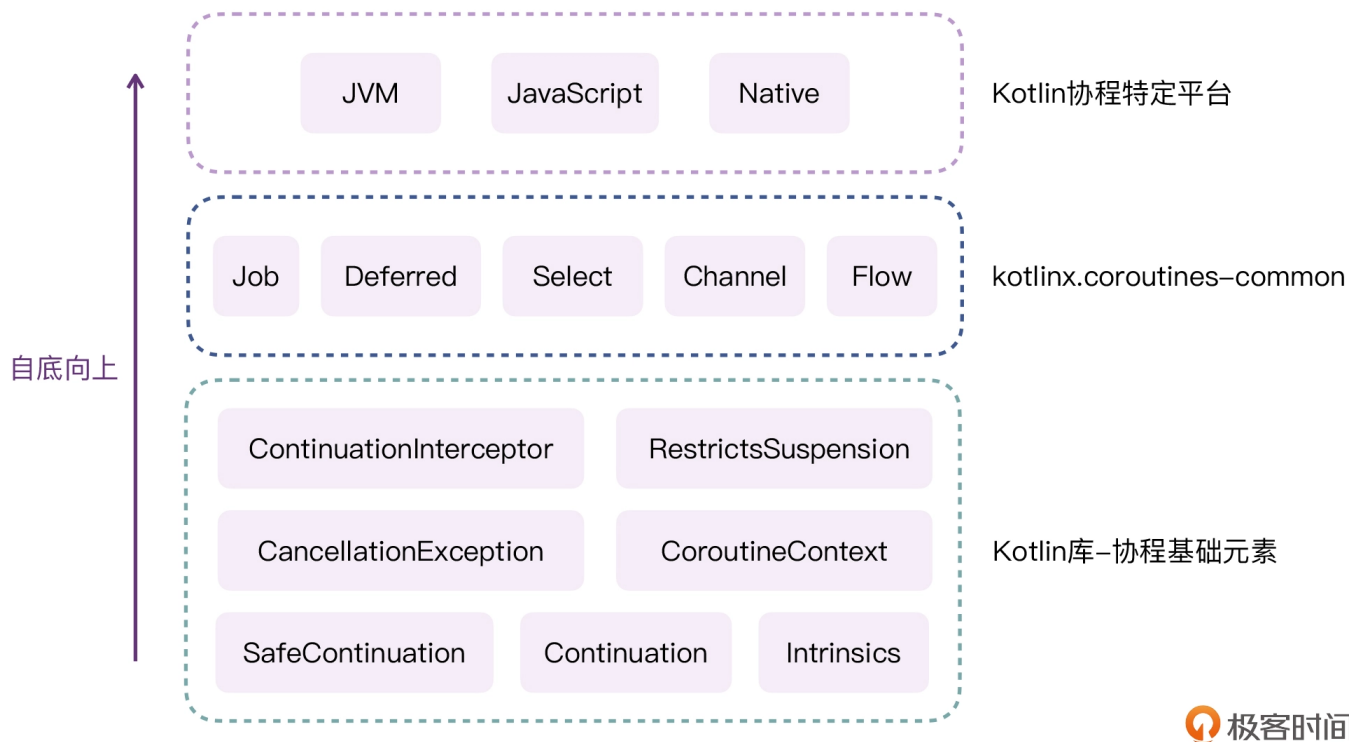 JVM JavaScript Native Kotlin协程特定平台
Job Deferred Select Channel Flow kotlinx.coroutines-common
自底向上
ContinuationInterceptor RestrictsSuspension
CancellationException CoroutineContext Kotlin库-协程基础元素
SafeContinuation Continuation Intrinsics
极客时间